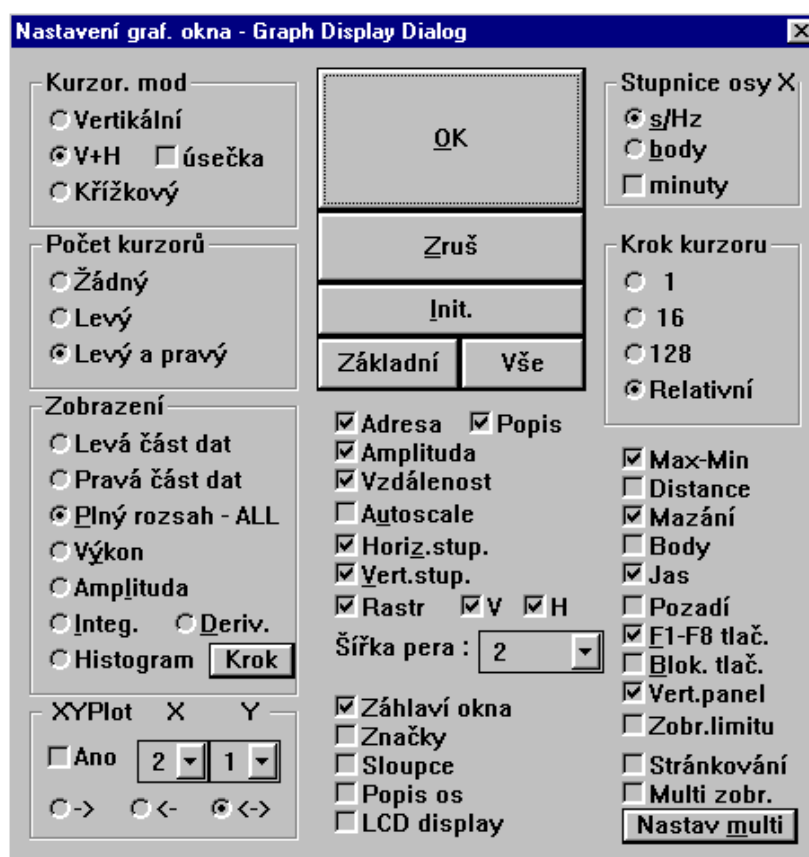 Nastavení graf. okna - Graph Display Dialog
Kurzor. mod
Vertikální
V+H úsečka
Křížkový
Počet kurzorů
Žádný
Levý
Levý a pravý
Zobrazení
Levá část dat
Pravá část dat
Plný rozsah - ALL
Výkon
Amplituda
Integ. Deriv.
Histogram Krok
XYPlot X Y
Ano 2 1
-> <- <->
OK
Zruš
Init.
Základní Vše
Adresa Popis
Amplituda
Vzdálenost
Autoscale
Horiz.stup.
Vert.stup.
Rastr V H
Šířka pera : 2
Záhlaví okna
Značky
Sloupce
Popis os
LCD display
Stupnice osy X
s/Hz
body
minuty
Krok kurzoru
1
16
128
Relativní
Max-Min
Distance
Mazání
Body
Jas
Pozadí
F1-F8 tlač.
Blok. tlač.
Vert.panel
Zobr.limitu
Stránkování
Multi zobr.
Nastav multi